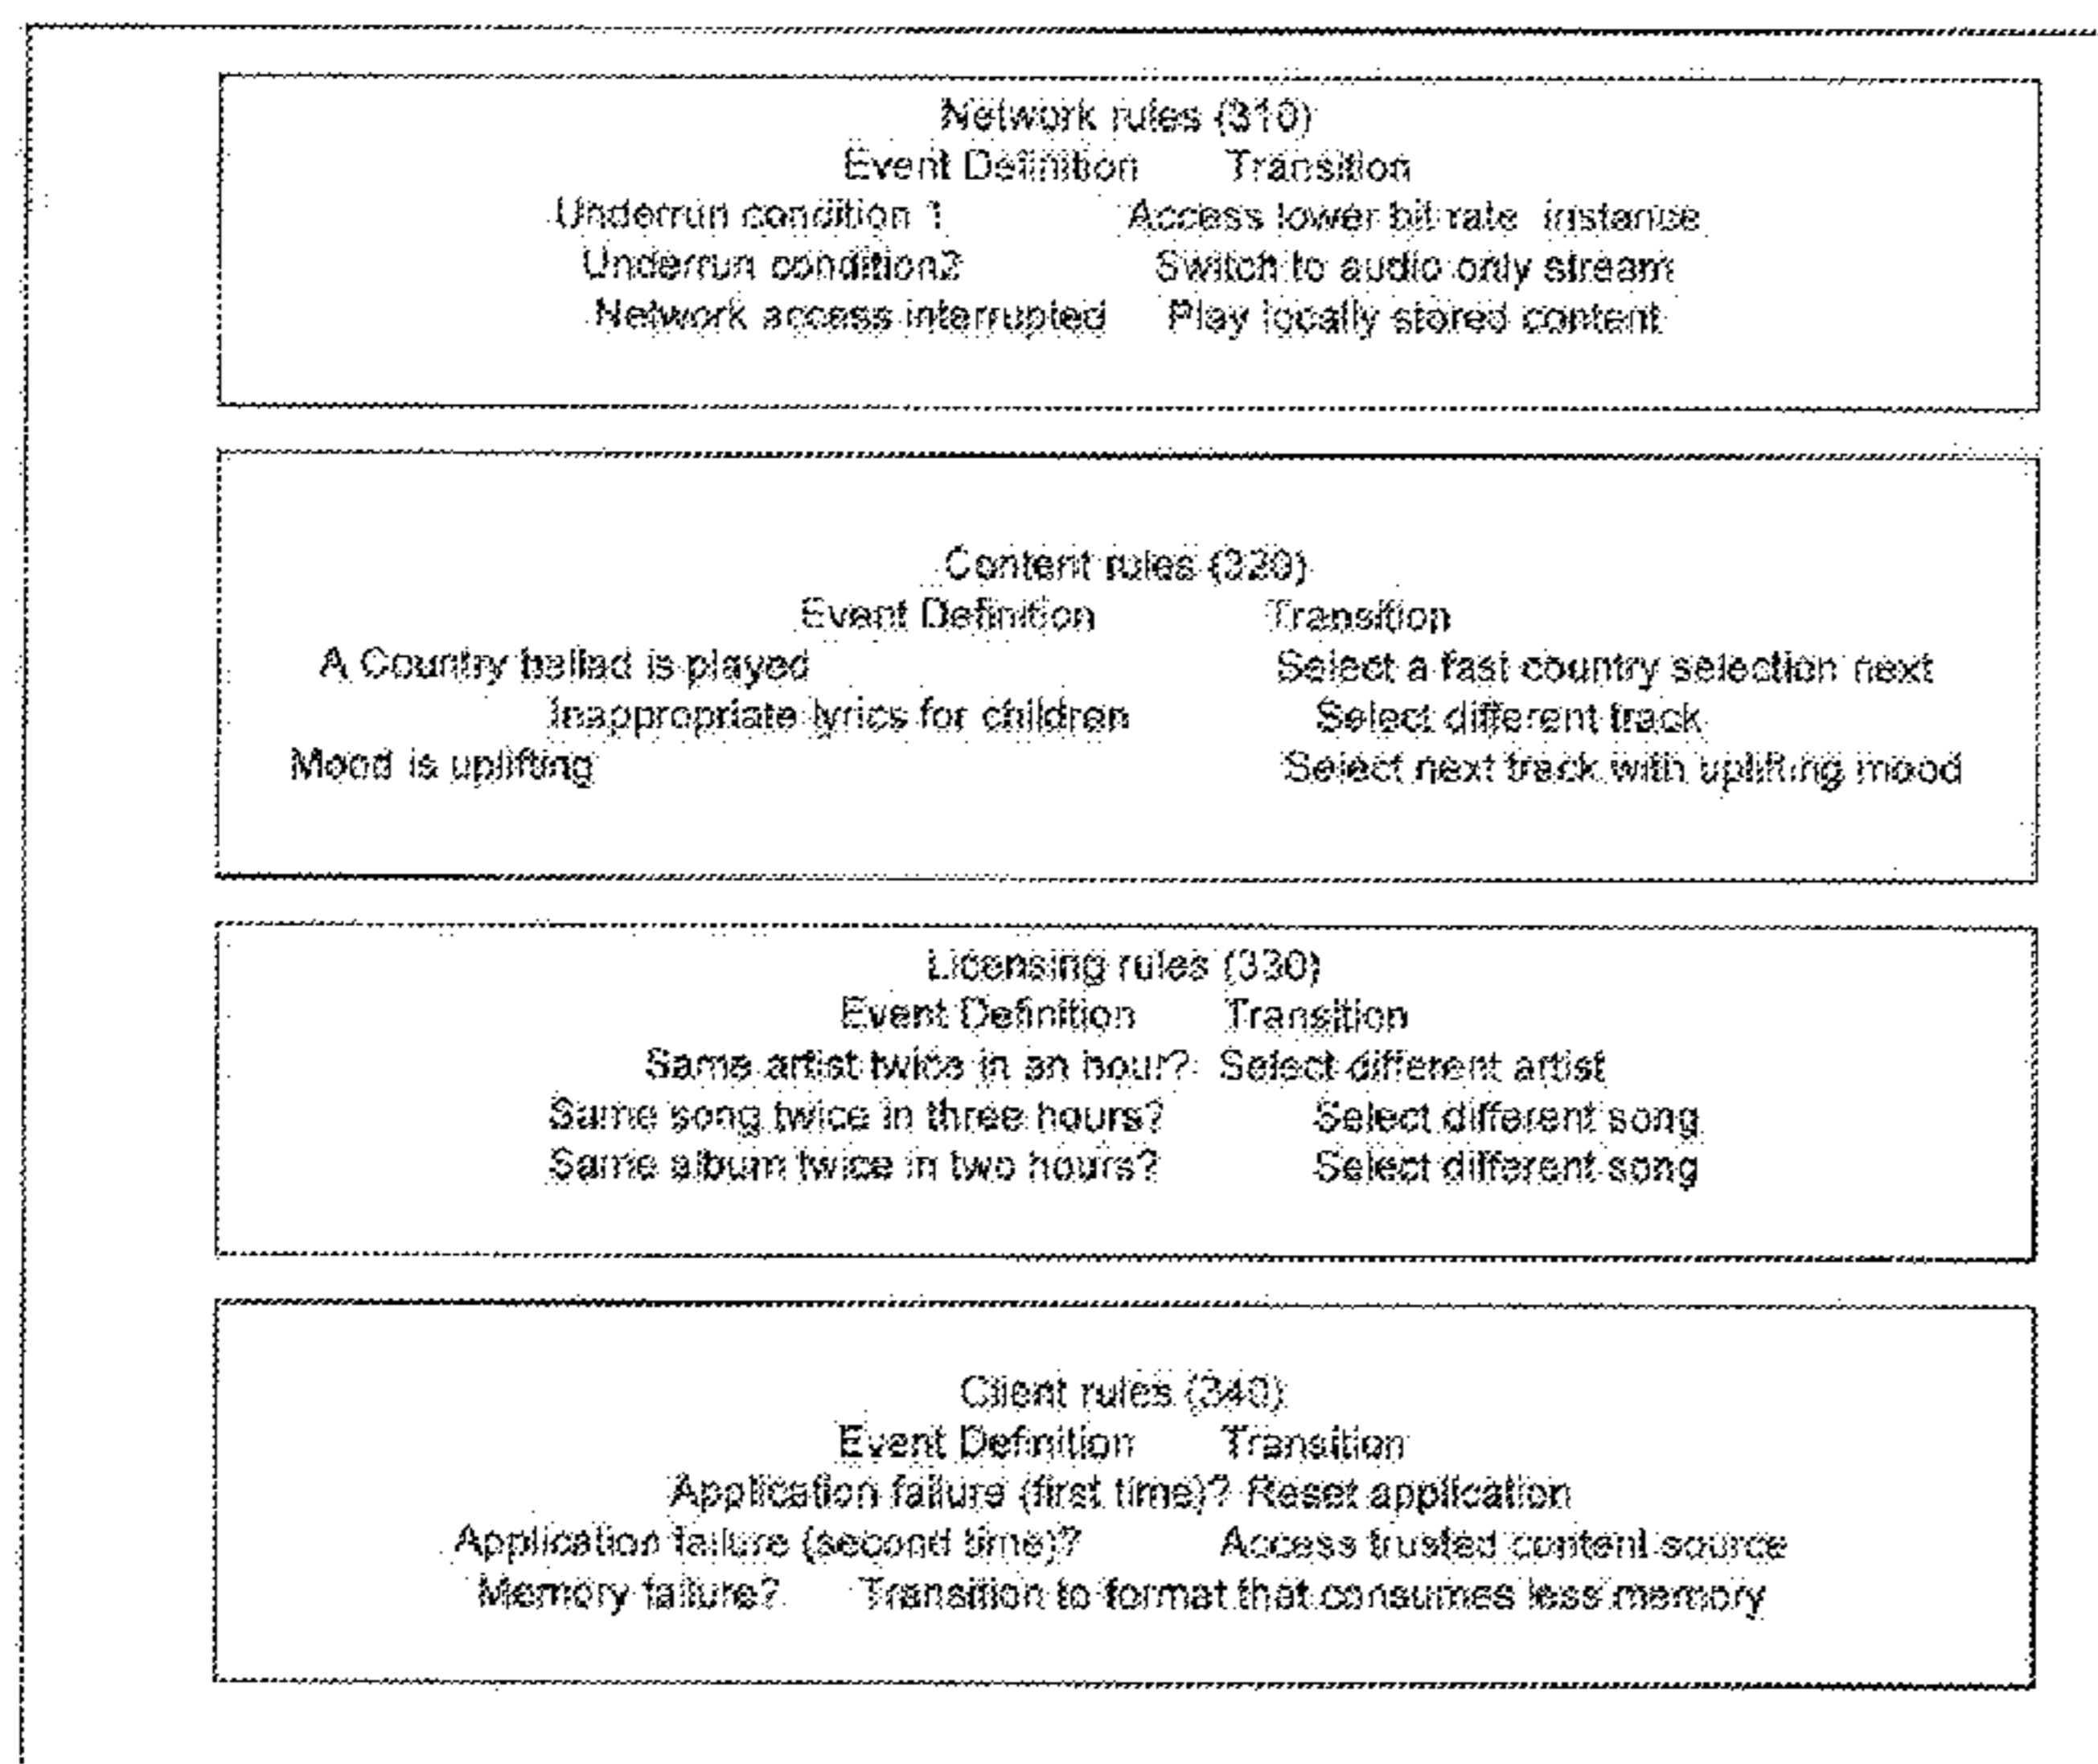 Network rules (310)
Event Definition Transition
Underrun condition 1 Access lower bit rate instance
Underrun condition2 Switch to audio only stream
Network access interrupted Play locally stored content
Content rules (320)
Event Definition Transition
A Country ballad is played Select a fast country selection next
Inappropriate lyrics for children Select different track
Mood is uplifting Select next track with uplifting mood
Licensing rules (330)
Event Definition Transition
Same artist twice in an hour? Select different artist
Same song twice in three hours? Select different song
Same album twice in two hours? Select different song
Client rules (340)
Event Definition Transition
Application failure (first time)? Reset application
Application failure (second time)? Access trusted content source
Memory failure? Transition to format that consumes less memory